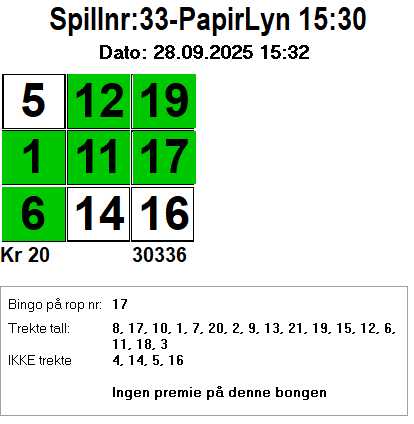 Spillnr:33-PapirLyn 15:30
Dato: 28.09.2025 15:32
5 12 19
1 11 17
6 14 16
Kr 20 30336
Bingo på rop nr: 17
Trekte tall: 8, 17, 10, 1, 7, 20, 2, 9, 13, 21, 19, 15, 12, 6,
11, 18, 3
IKKE trekte 4, 14, 5, 16
Ingen premie på denne bongen